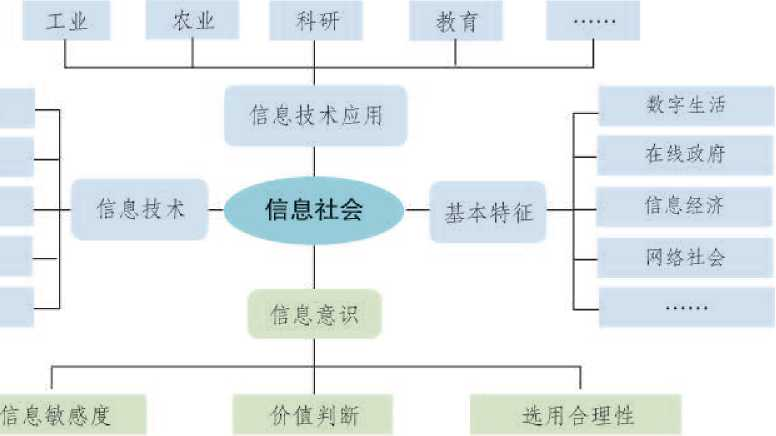 工业 农业 科研 教育 ……
信息技术应用
数字生活
在线政府
信息技术 信息社会 基本特征 信息经济
网络社会
……
信息意识
信息敏感度 价值判断 选用合理性